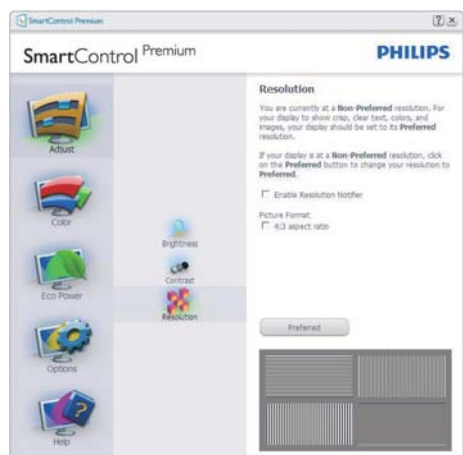 SmartControl Premium
SmartControl Premium
PHILIPS
Adjust
Color
Eco Power
Options
Help
Brightness
Contrast
Resolution
Resolution
You are currently at a Non-Preferred resolution. For
your display to show crisp, clear text, colors, and
images, your display should be set to its Preferred
resolution.
If your display is at a Non-Preferred resolution, click
on the Preferred button to change your resolution to
Preferred.
Enable Resolution Notifier
Picture Format
4:3 aspect ratio
Preferred